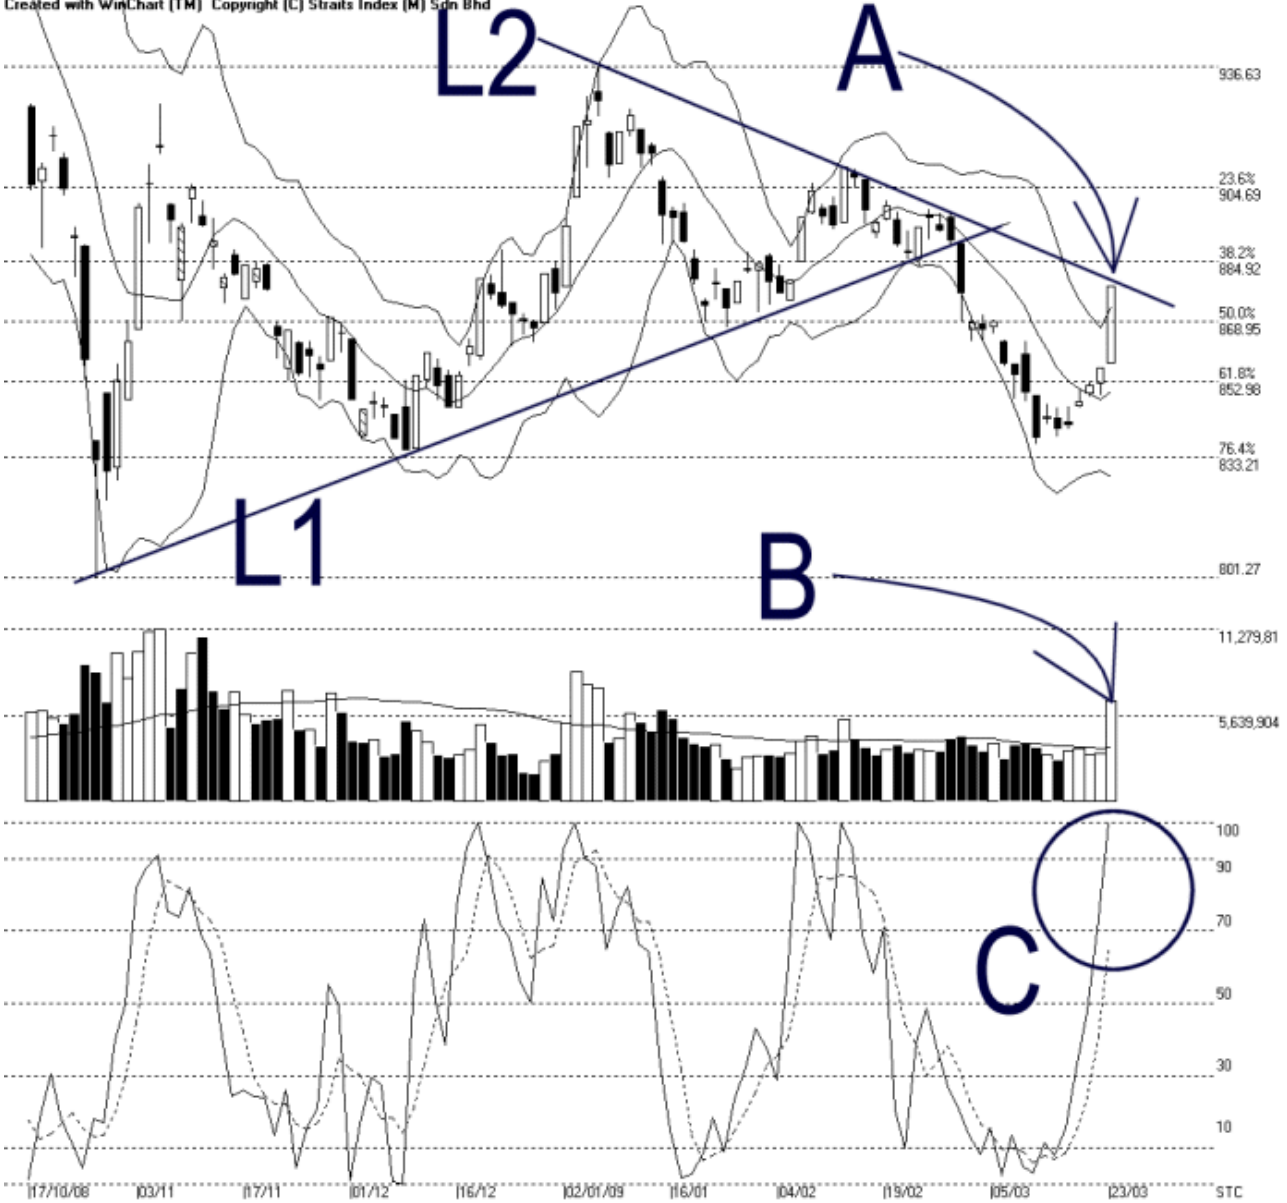 Created with WinChart (TM) Copyright (C) Straits Index (M) Sdn Bhd
L2
A
936.63
23.6%
904.69
38.2%
884.92
50.0%
868.95
61.8%
852.98
76.4%
833.21
L1
B
801.27
11,279,81
5,639,904
100
90
70
C
50
30
10
17/10/08 03/11 17/11 01/12 16/12 02/01/09 16/01 04/02 19/02 05/03 23/03 STC